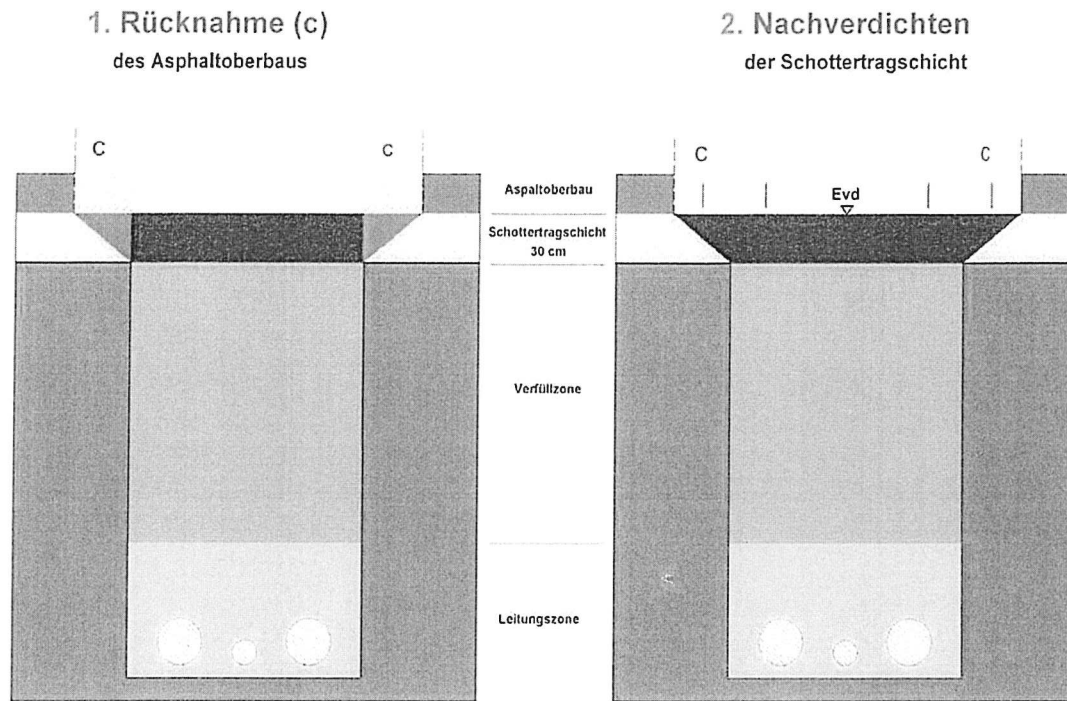 1. Rücknahme (c)
des Asphaltoberbaus
2. Nachverdichten
der Schottertragschicht
C
c
Aspaltoberbau
Schottertragschicht
30 cm
Verfüllzone
Leitungszone
C
C
Evd